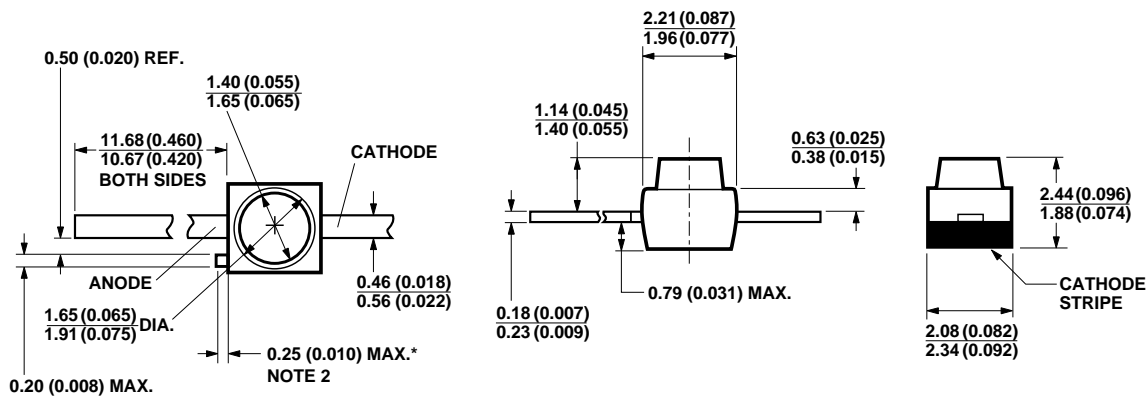 0.50 (0.020) REF.
1.40 (0.055)
1.65 (0.065)
11.68 (0.460)
10.67 (0.420)
BOTH SIDES
CATHODE
ANODE
1.65 (0.065)
1.91 (0.075) DIA.
0.20 (0.008) MAX.
0.25 (0.010) MAX.*
NOTE 2
0.46 (0.018)
0.56 (0.022)
2.21 (0.087)
1.96 (0.077)
1.14 (0.045)
1.40 (0.055)
0.63 (0.025)
0.38 (0.015)
0.18 (0.007)
0.23 (0.009)
0.79 (0.031) MAX.
2.44 (0.096)
1.88 (0.074)
CATHODE
STRIPE
2.08 (0.082)
2.34 (0.092)